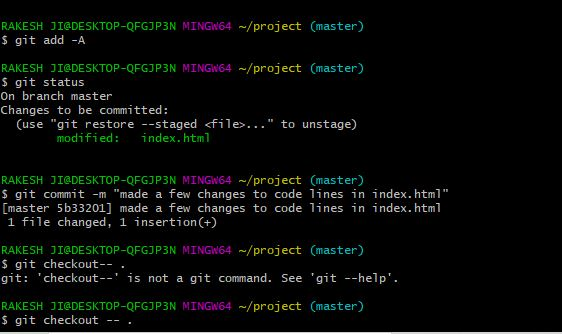 RAKESH JI@DESKTOP-QFGJP3N MINGW64 ~/project (master)
$ git add -A
RAKESH JI@DESKTOP-QFGJP3N MINGW64 ~/project (master)
$ git status
On branch master
Changes to be committed:
(use "git restore --staged <file>..." to unstage)
modified: index.html
RAKESH JI@DESKTOP-QFGJP3N MINGW64 ~/project (master)
$ git commit -m "made a few changes to code lines in index.html"
[master 5b33201] made a few changes to code lines in index.html
1 file changed, 1 insertion(+)
RAKESH JI@DESKTOP-QFGJP3N MINGW64 ~/project (master)
$ git checkout-- .
git: 'checkout--' is not a git command. See 'git --help'.
RAKESH JI@DESKTOP-QFGJP3N MINGW64 ~/project (master)
$ git checkout -- .